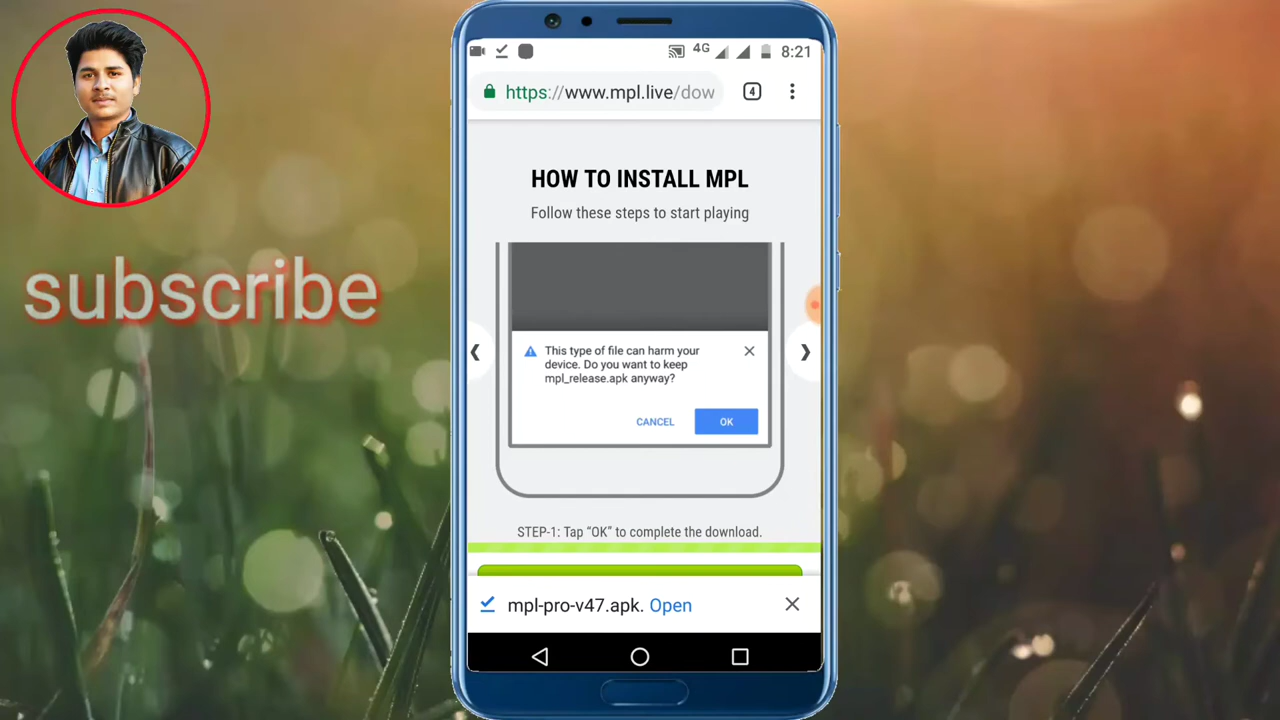 subscribe
4G 8:21
https://www.mpl.live/dow
4
HOW TO INSTALL MPL
Follow these steps to start playing
This type of file can harm your
device. Do you want to keep
mpl_release.apk anyway?
CANCEL OK
STEP-1: Tap “OK” to complete the download.
mpl-pro-v47.apk. Open